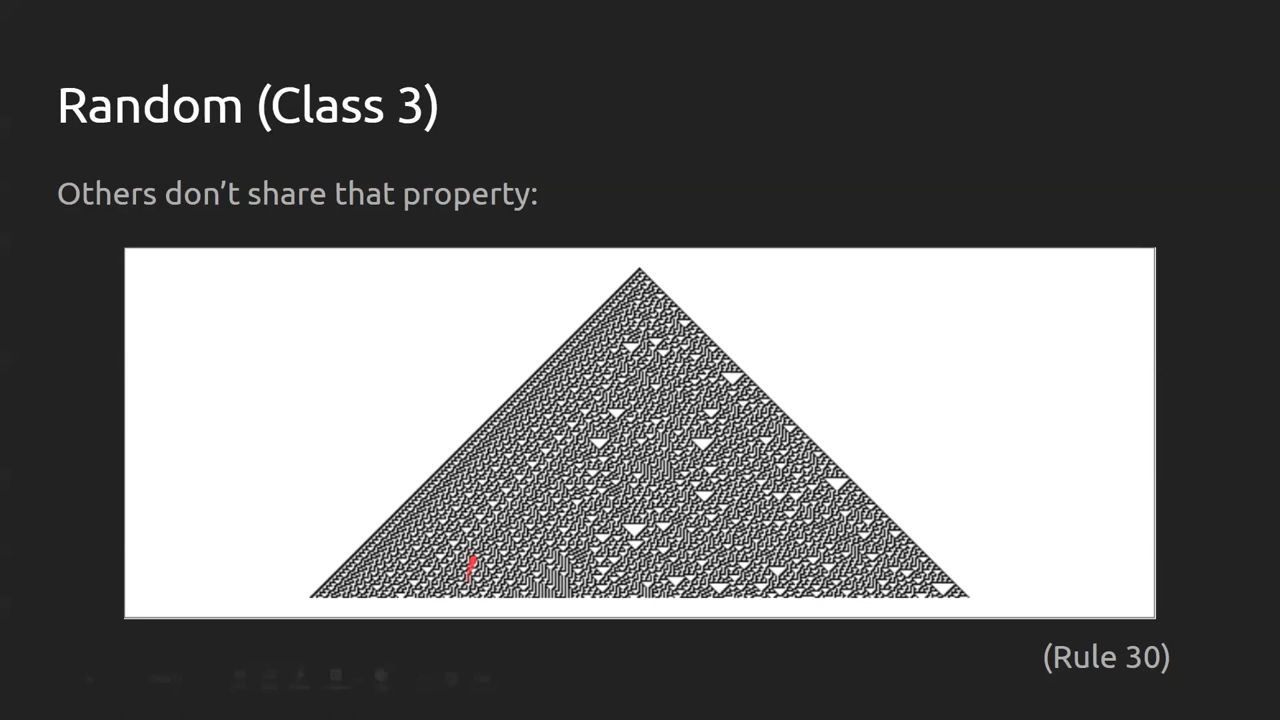 Random (Class 3)
Others don’t share that property:
(Rule 30)